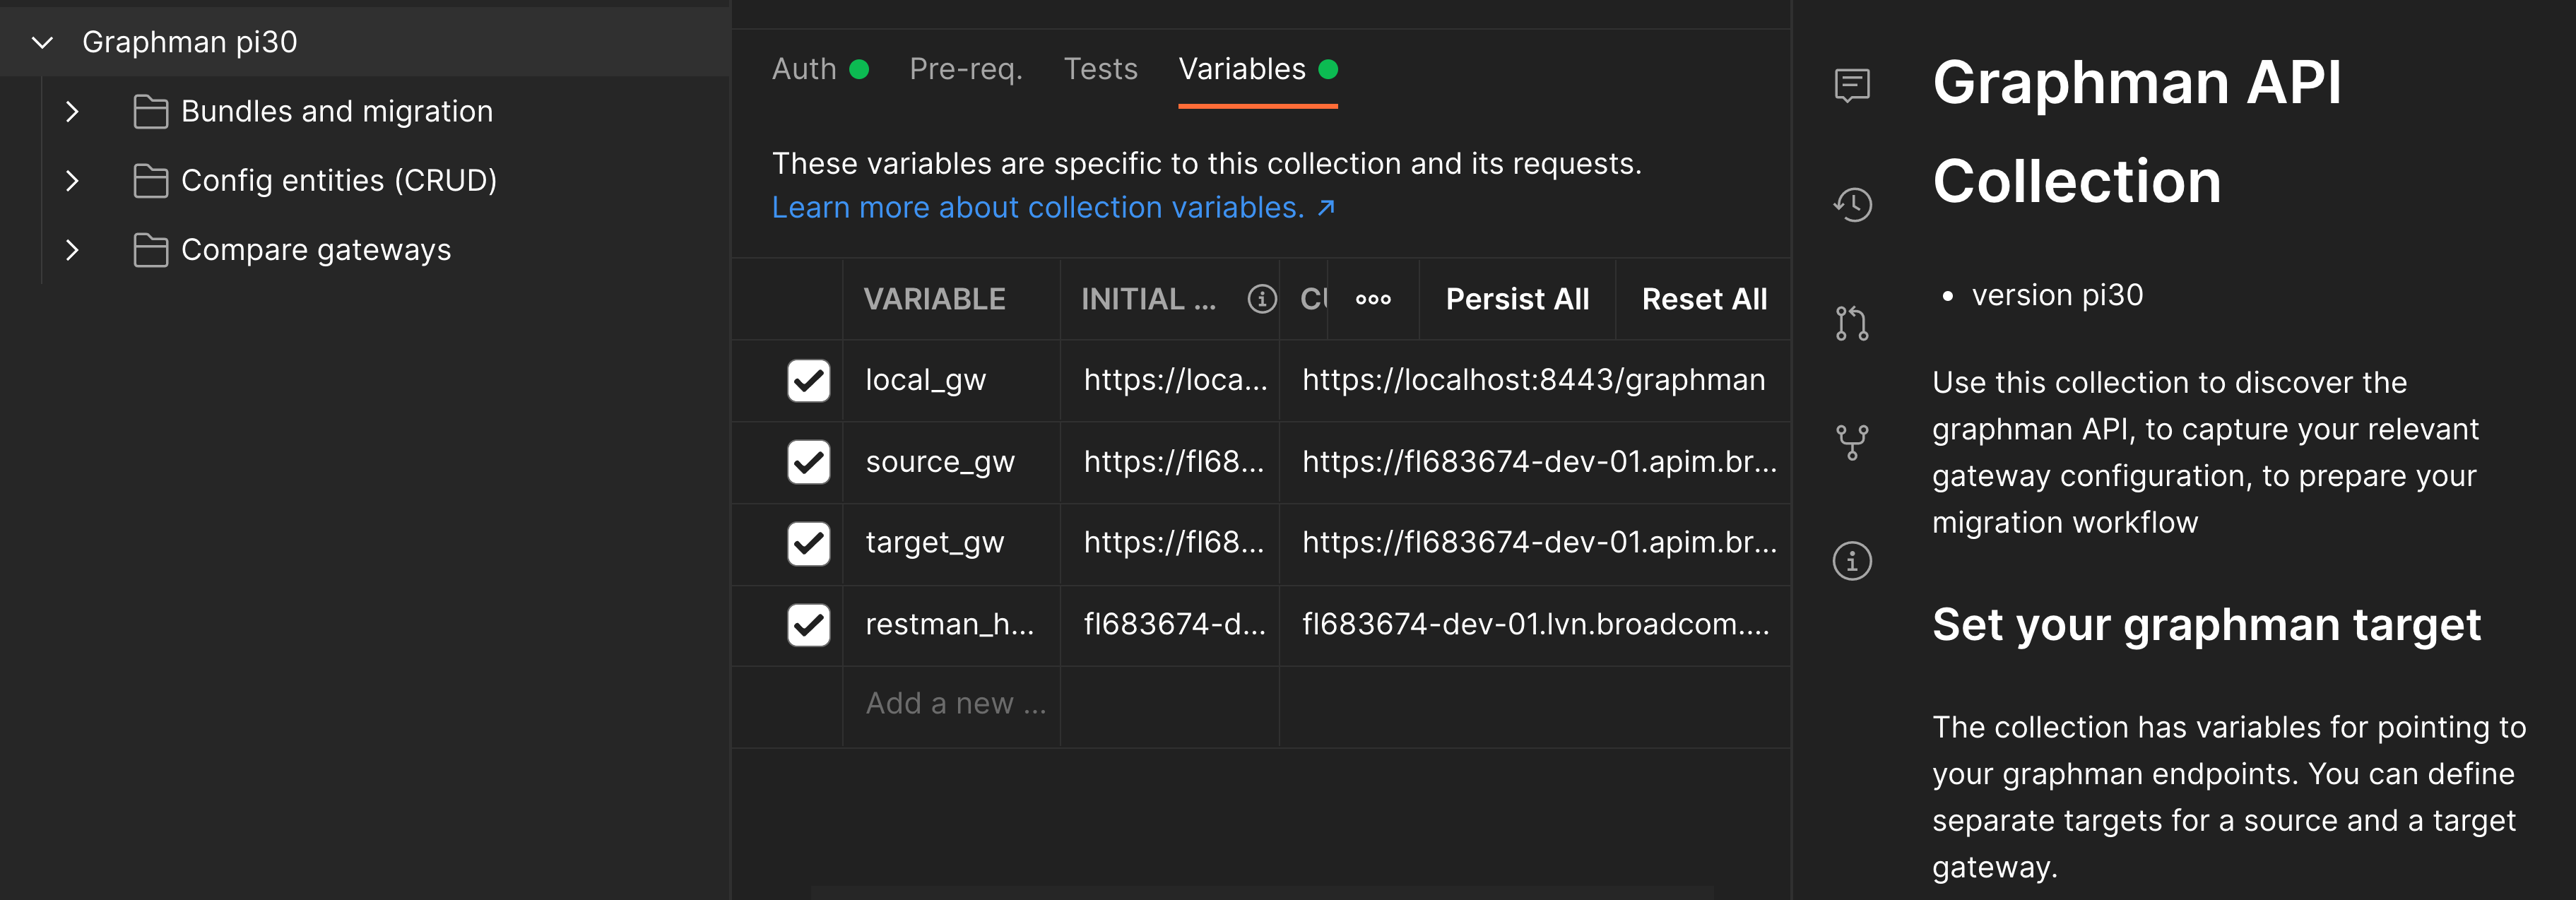 Graphman pi30
Bundles and migration
Config entities (CRUD)
Compare gateways
Auth Pre-req. Tests Variables
These variables are specific to this collection and its requests.
Learn more about collection variables. ↗
VARIABLE INITIAL ... CU ooo Persist All Reset All
local_gw https://loca... https://localhost:8443/graphman
source_gw https://fl68... https://fl683674-dev-01.apim.br...
target_gw https://fl68... https://fl683674-dev-01.apim.br...
restman_h... fl683674-d... fl683674-dev-01.lvn.broadcom....
Add a new ...
Graphman API
Collection
• version pi30
Use this collection to discover the
graphman API, to capture your relevant
gateway configuration, to prepare your
migration workflow
Set your graphman target
The collection has variables for pointing to
your graphman endpoints. You can define
separate targets for a source and a target
gateway.